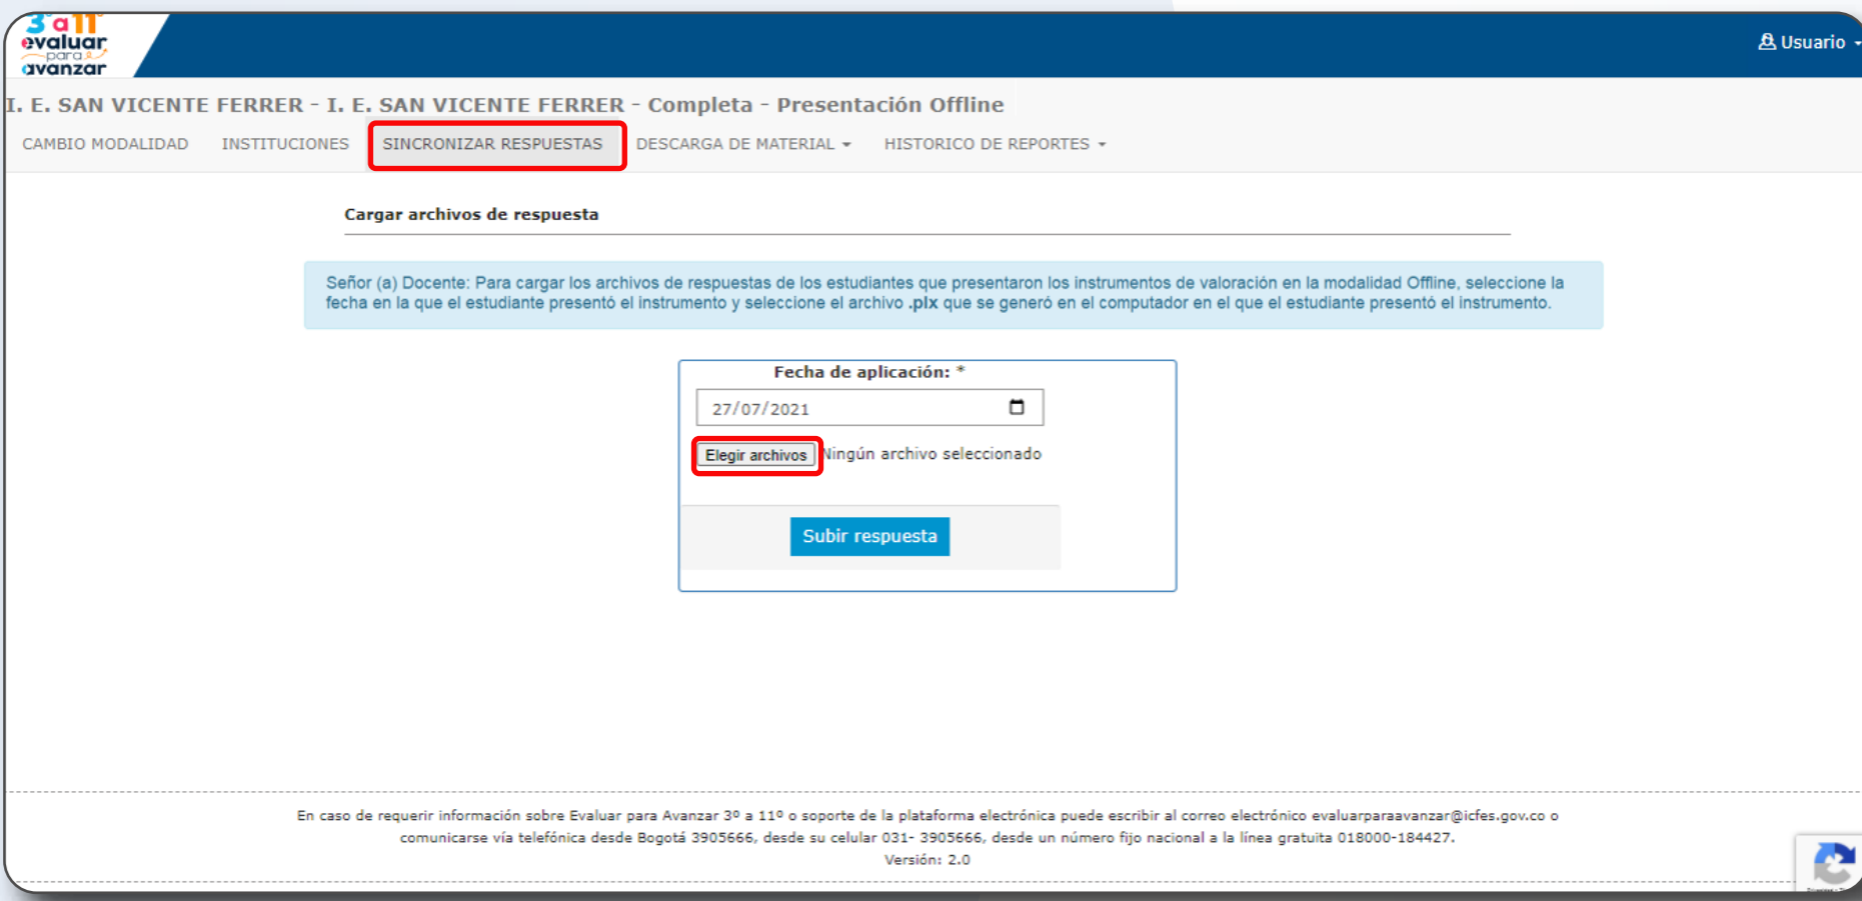 3º a 11º
evaluar
para
avanzar
Usuario
I. E. SAN VICENTE FERRER - I. E. SAN VICENTE FERRER - Completa - Presentación Offline
CAMBIO MODALIDAD INSTITUCIONES SINCRONIZAR RESPUESTAS DESCARGA DE MATERIAL HISTORICO DE REPORTES
Cargar archivos de respuesta
Señor (a) Docente: Para cargar los archivos de respuestas de los estudiantes que presentaron los instrumentos de valoración en la modalidad Offline, seleccione la
fecha en la que el estudiante presentó el instrumento y seleccione el archivo .plx que se generó en el computador en el que el estudiante presentó el instrumento.
Fecha de aplicación: *
27/07/2021
Elegir archivos Ningún archivo seleccionado
Subir respuesta
En caso de requerir información sobre Evaluar para Avanzar 3º a 11º o soporte de la plataforma electrónica puede escribir al correo electrónico evaluarparaavanzar@icfes.gov.co o
comunicarse vía telefónica desde Bogotá 3905666, desde su celular 031- 3905666, desde un número fijo nacional a la línea gratuita 018000-184427.
Versión: 2.0